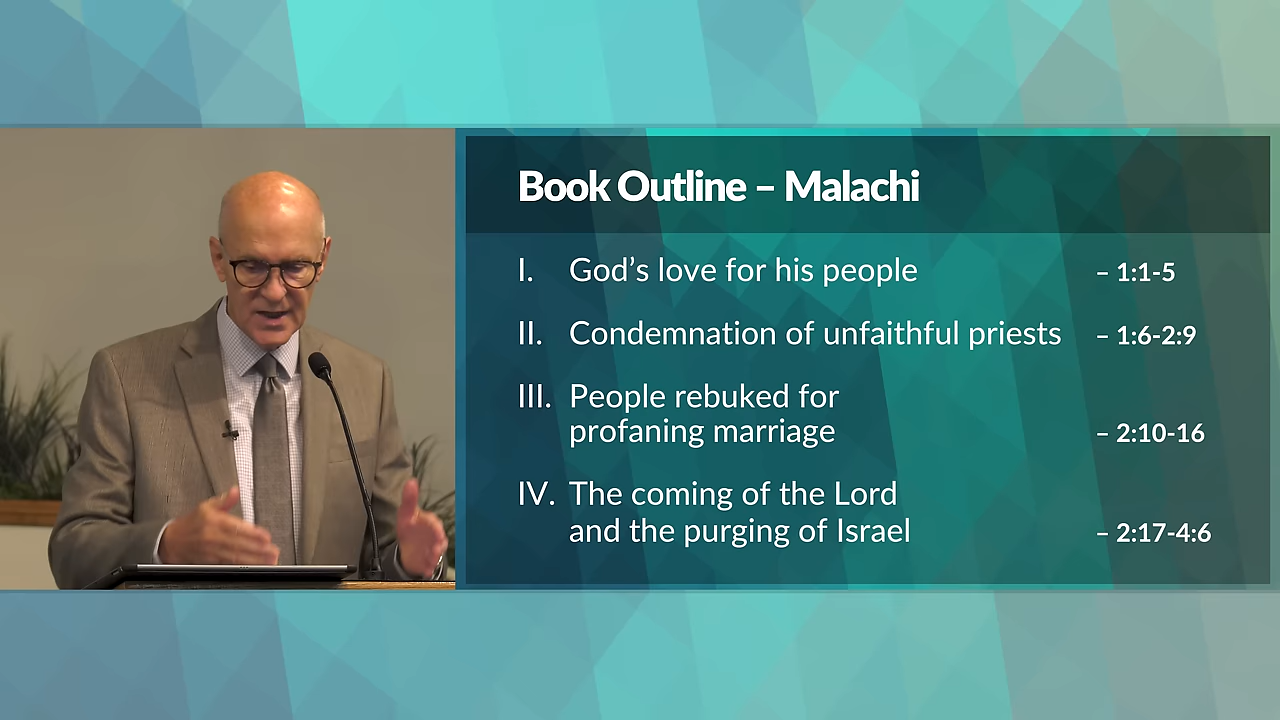 Book Outline – Malachi
I. God’s love for his people – 1:1-5
II. Condemnation of unfaithful priests – 1:6-2:9
III. People rebuked for
profaning marriage – 2:10-16
IV. The coming of the Lord
and the purging of Israel – 2:17-4:6